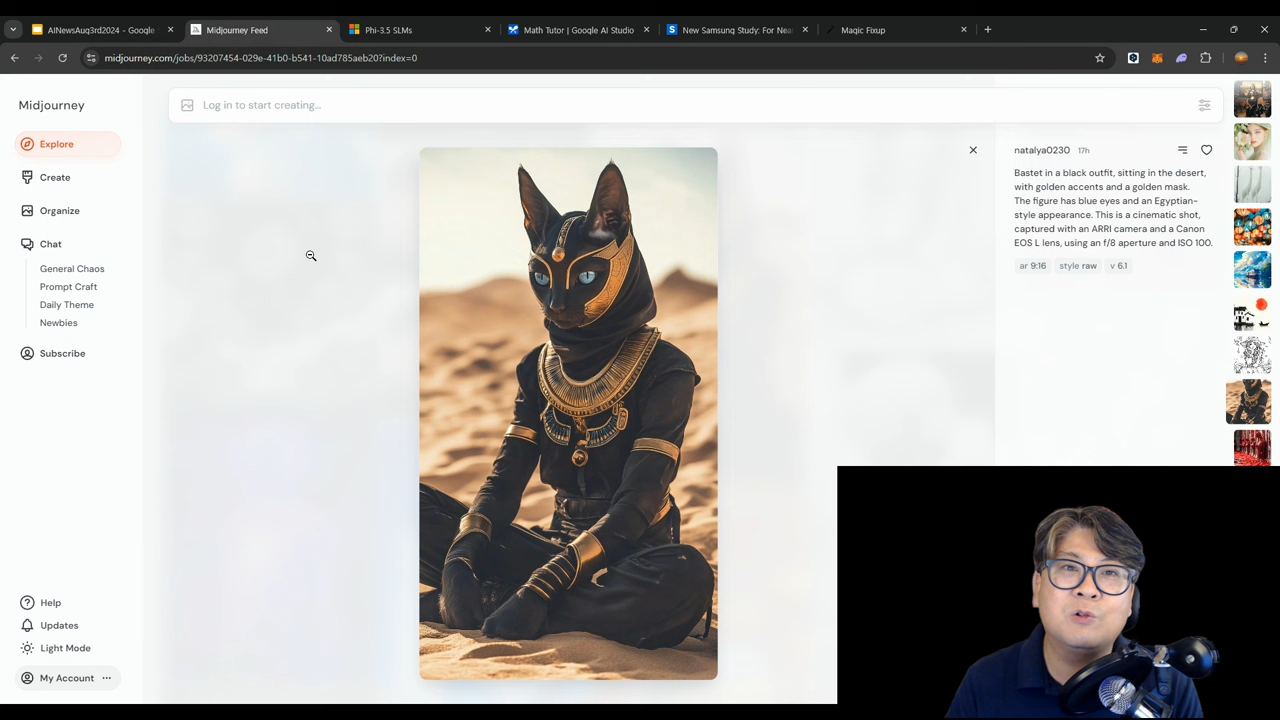 AINewsAug3rd2024 - Google
Midjourney Feed
Phi-3.5 SLMs
Math Tutor | Google AI Studio
New Samsung Study: For Nea
Magic Fixup
midjourney.com/jobs/93207454-029e-41b0-b541-10ad785aeb20?index=0
Midjourney
Log in to start creating...
Explore
Create
Organize
Chat
General Chaos
Prompt Craft
Daily Theme
Newbies
Subscribe
Help
Updates
Light Mode
My Account
natalya0230 17h
Bastet in a black outfit, sitting in the desert,
with golden accents and a golden mask.
The figure has blue eyes and an Egyptian-
style appearance. This is a cinematic shot,
captured with an ARRI camera and a Canon
EOS L lens, using an f/8 aperture and ISO 100.
ar 9:16 style raw v 6.1